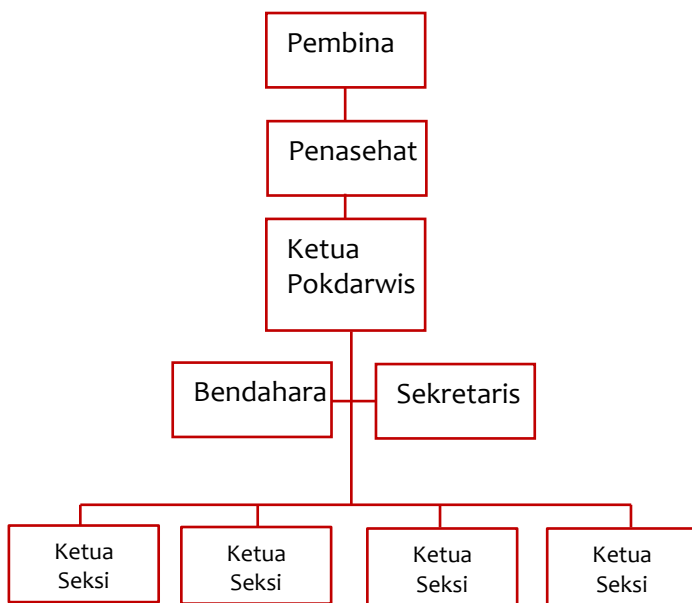 Pembina
Penasehat
Ketua
Pokdarwis
Bendahara
Sekretaris
Ketua
Seksi
Ketua
Seksi
Ketua
Seksi
Ketua
Seksi